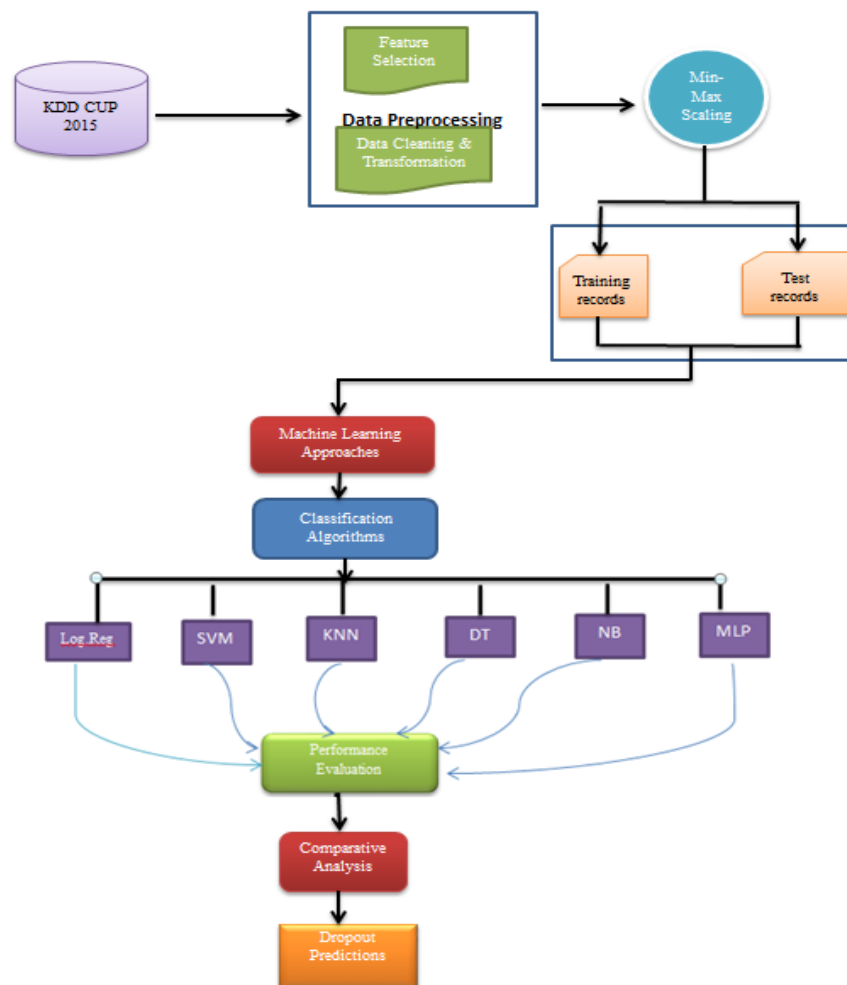 KDD CUP
2015
Feature
Selection
Data Preprocessing
Data Cleaning &
Transformation
Min-
Max
Scaling
Training
records
Test
records
Machine Learning
Approaches
Classification
Algorithms
Log.Reg
SVM
KNN
DT
NB
MLP
Performance
Evaluation
Comparative
Analysis
Dropout
Predictions